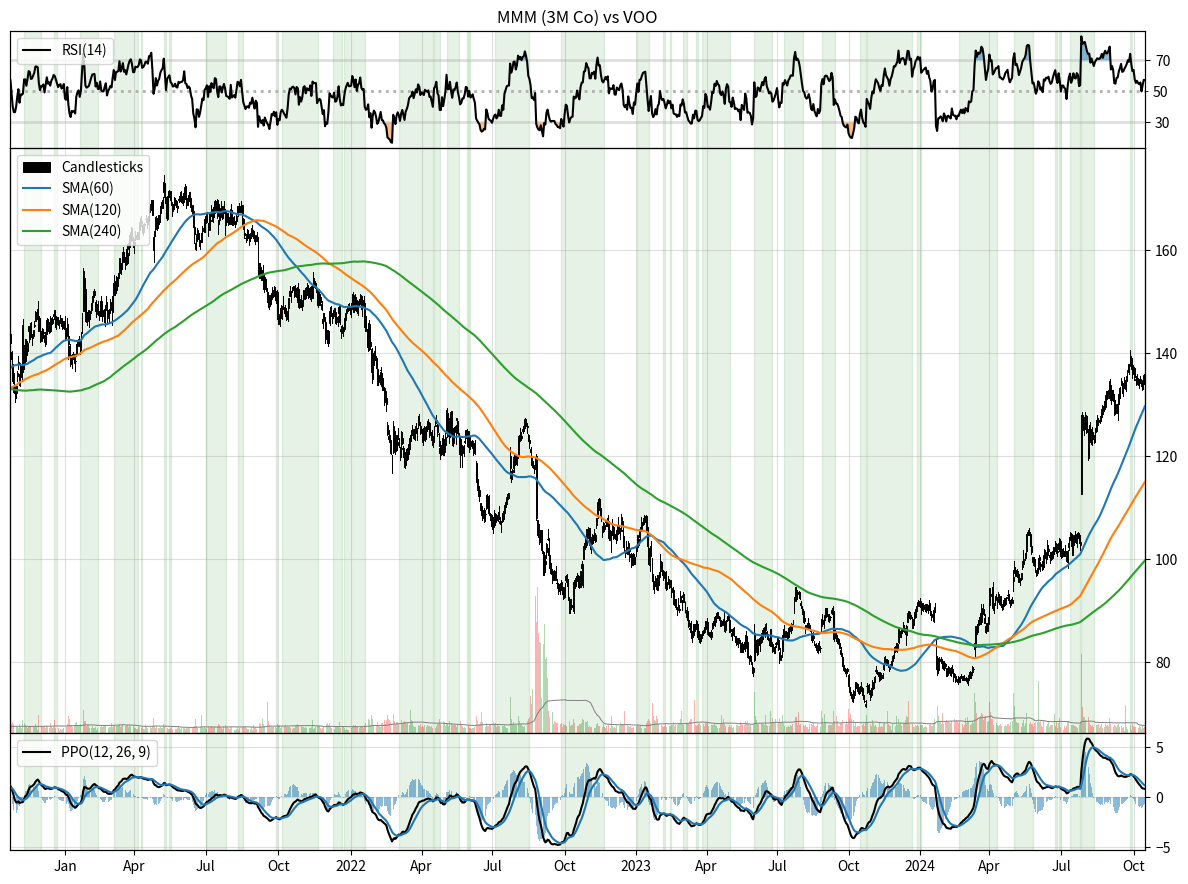 MMM (3M Co) vs VOO
RSI(14)
70
50
30
Candlesticks
SMA(60)
SMA(120)
SMA(240)
160
140
120
100
80
PPO(12, 26, 9)
5
0
−5
Jan Apr Jul Oct 2022 Apr Jul Oct 2023 Apr Jul Oct 2024 Apr Jul Oct